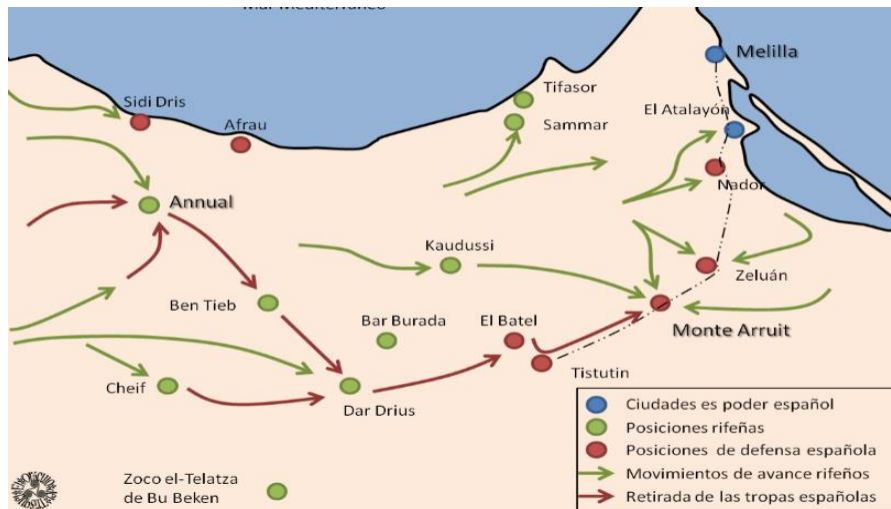 Mar Mediterráneo
Melilla
Tifasor
Sidi Dris
El Atalayón
Sammar
Afrau
Nador
Annual
Kaudussi
Zeluán
Ben Tieb
Bar Burada
El Batel
Monte Arruit
Tistutin
Cheif
Dar Drius
Ciudades es poder español
Posiciones rifeñas
Posiciones de defensa española
Movimientos de avance rifeños
Retirada de las tropas españolas
Zoco el-Telatza
de Bu Beken